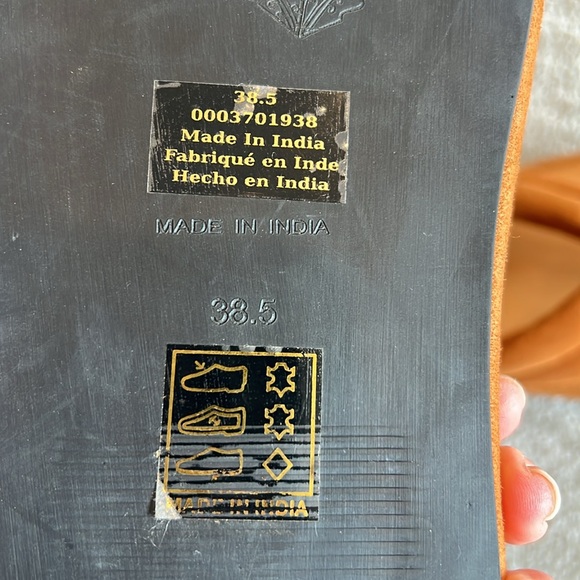 38.5
0003701938
Made In India
Fabriqué en Inde
Hecho en India
MADE IN INDIA
38.5
MADE IN INDIA